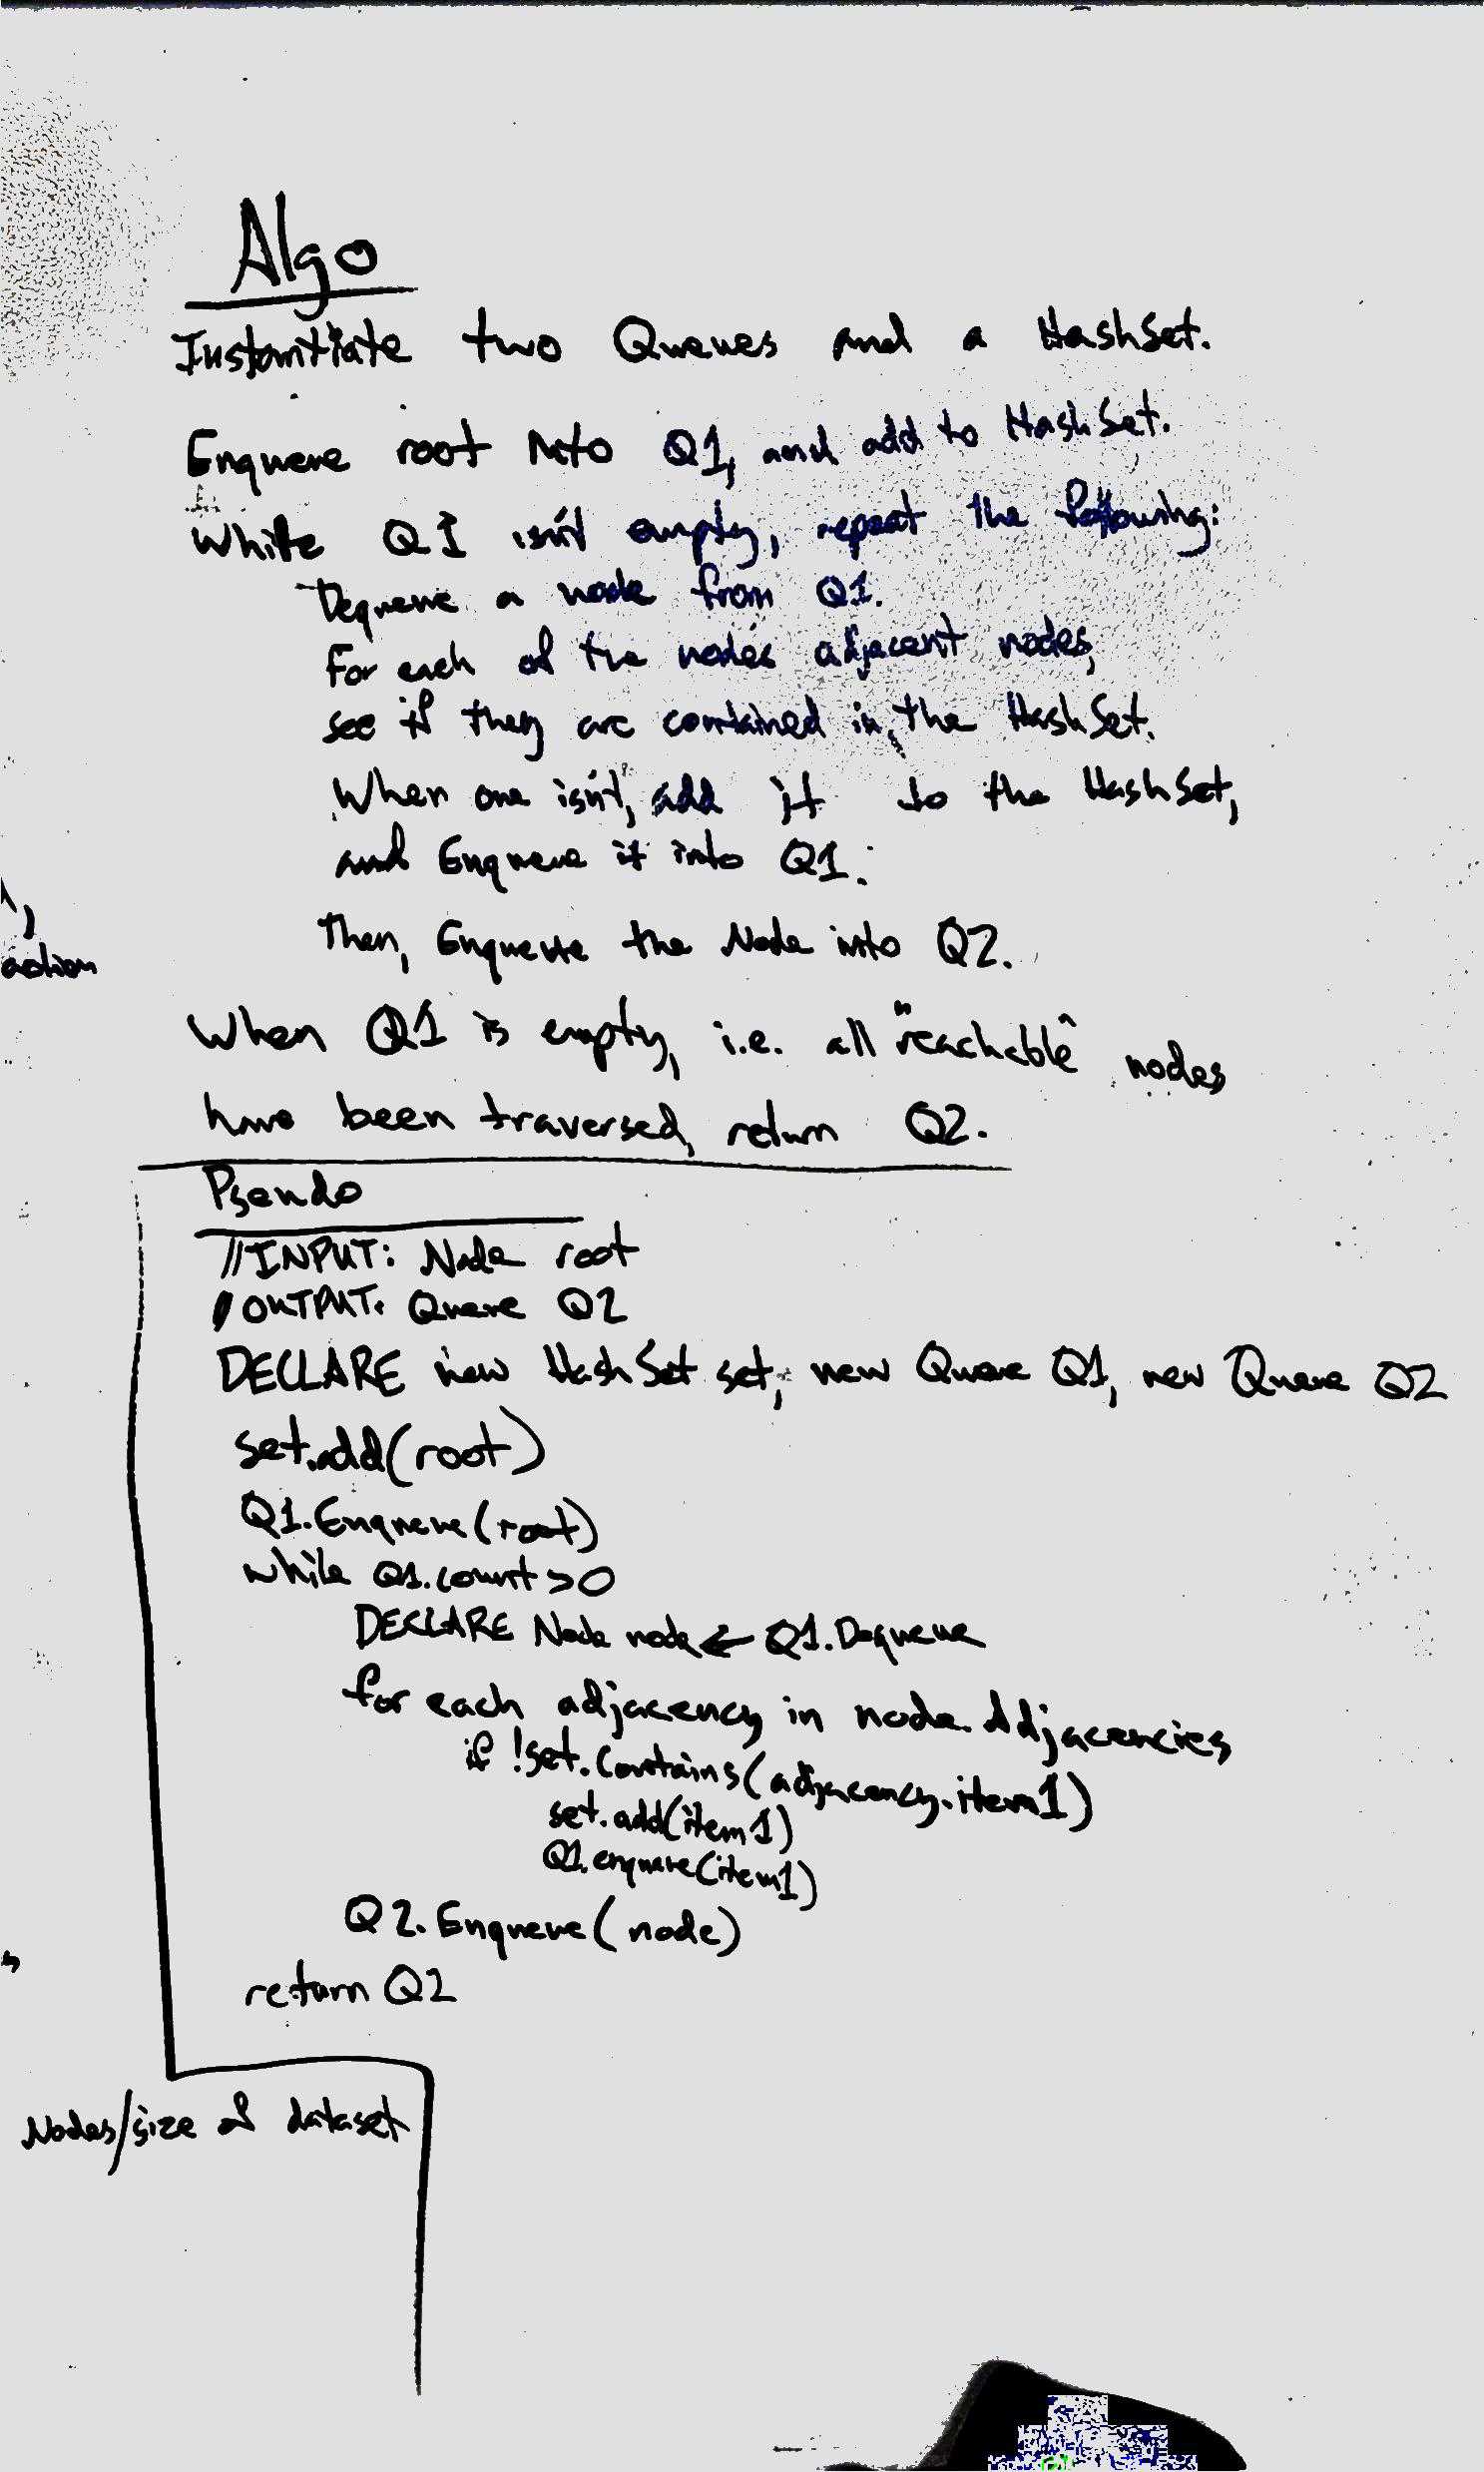 Algo
Instantiate two Queues and a HashSet.
Enqueue root into Q1, and add to HashSet.
While Q1 isn't empty, repeat the following:
Dequeue a node from Q1.
For each of the nodes adjacent nodes,
see if they are contained in the HashSet.
When one isn't, add it to the HashSet,
and Enqueue it into Q1.
Then, Enqueue the Node into Q2.
action
When Q1 is empty, i.e. all "reachable" nodes
have been traversed, return Q2.
Pseudo
//INPUT: Node root
//OUTPUT: Queue Q2
DECLARE new HashSet set, new Queue Q1, new Queue Q2
set.add(root)
Q1.Enqueue(root)
while Q1.count>0
DECLARE Node node ← Q1.Dequeue
for each adjacency in node.Adjacencies
if !set.Contains(adjacency.item1)
set.add(item1)
Q1.enqueue(item1)
Q2.Enqueue(node)
return Q2
Nodes/size of dataset